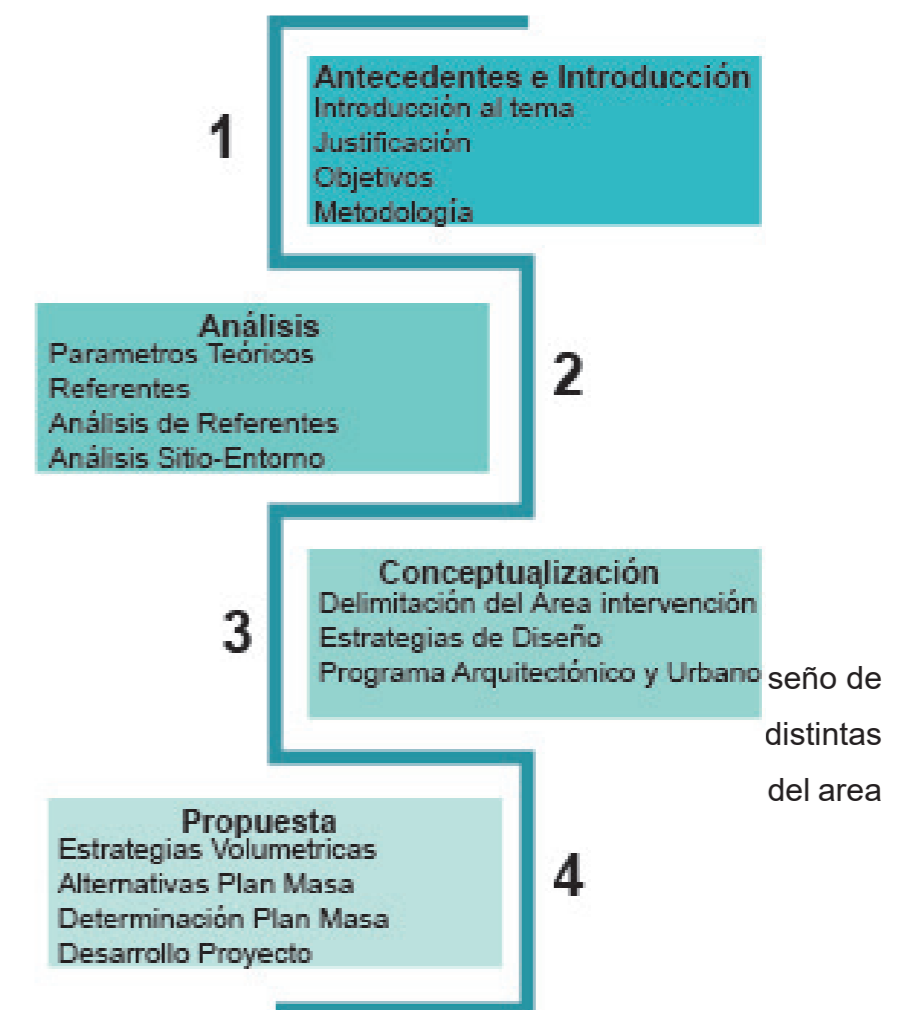 1
Antecedentes e Introducción
Introducción al tema
Justificación
Objetivos
Metodología
Análisis
Parametros Teóricos
Referentes
Análisis de Referentes
Análisis Sitio-Entorno
2
3
Conceptualización
Delimitación del Área intervención
Estrategias de Diseño
Programa Arquitectónico y Urbano
seño de
distintas
del area
Propuesta
Estrategias Volumetricas
Alternativas Plan Masa
Determinación Plan Masa
Desarrollo Proyecto
4